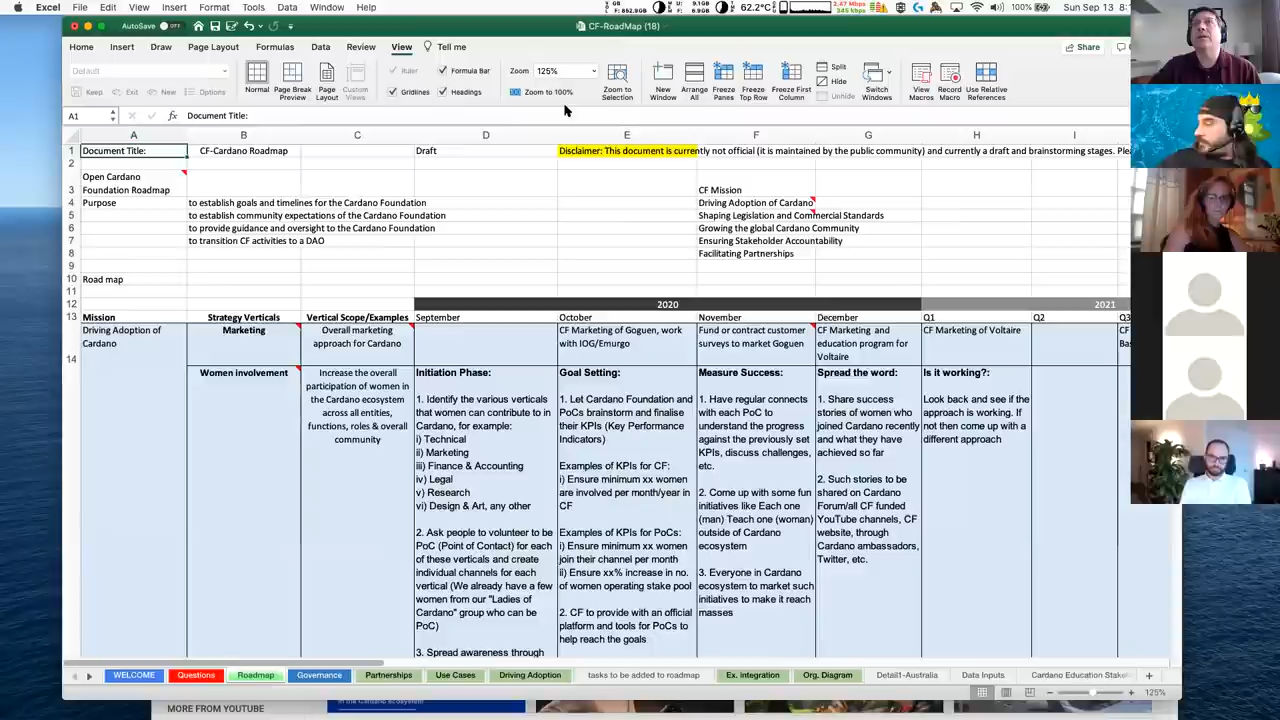 Excel File Edit View Insert Format Tools Data Window Help
62.2°C 100% Sun Sep 13
AutoSave OFF CF-RoadMap (18)
Home Insert Draw Page Layout Formulas Data Review View Tell me Share
Default Ruler Formula Bar Zoom 125% Split
Hide
Unhide
Keep Exit New Options Normal Page Break Preview Page Layout Custom Views Gridlines Headings Zoom to 100% Zoom to Selection New Window Arrange All Freeze Panes Freeze Top Row Freeze First Column Switch Windows View Macros Record Macro Use Relative References
A1 fx Document Title:
A B C D E F G H I
1 Document Title: CF-Cardano Roadmap Draft Disclaimer: This document is currently not official (it is maintained by the public community) and currently a draft and brainstorming stages.
2
3 Open Cardano Foundation Roadmap CF Mission
4 Purpose to establish goals and timelines for the Cardano Foundation Driving Adoption of Cardano
5 to establish community expectations of the Cardano Foundation Shaping Legislation and Commercial Standards
6 to provide guidance and oversight to the Cardano Foundation Growing the global Cardano Community
7 to transition CF activities to a DAO Ensuring Stakeholder Accountability
8 Facilitating Partnerships
9
10 Road map
11
12 2020 2021
13 Mission Strategy Verticals Vertical Scope/Examples September October November December Q1 Q2 Q3
14 Driving Adoption of Cardano
Marketing
Overall marketing approach for Cardano
CF Marketing of Goguen, work with IOG/Emurgo
Fund or contract customer surveys to market Goguen
CF Marketing and education program for Voltaire
CF Marketing of Voltaire
CF
Women involvement
Increase the overall participation of women in the Cardano ecosystem across all entities, functions, roles & overall community
Initiation Phase:
1. Identify the various verticals
that women can contribute to in
Cardano, for example:
i) Technical
ii) Marketing
iii) Finance & Accounting
iv) Legal
v) Research
vi) Design & Art, any other
2. Ask people to volunteer to be
PoC (Point of Contact) for each
of these verticals and create
individual channels for each
vertical (We already have a few
women from our "Ladies of
Cardano" group who can be
PoC)
3. Spread awareness through
Goal Setting:
1. Let Cardano Foundation and
PoCs brainstorm and finalise
their KPIs (Key Performance
Indicators)
Examples of KPIs for CF:
i) Ensure minimum xx women
are involved per month/year in
CF
Examples of KPIs for PoCs:
i) Ensure minimum xx women
join their channel per month
ii) Ensure xx% increase in no.
of women operating stake pool
2. CF to provide with an official
platform and tools for PoCs to
help reach the goals
Measure Success:
1. Have regular connects
with each PoC to
understand the progress
against the previously set
KPIs, discuss challenges,
etc.
2. Come up with some fun
initiatives like Each one
(man) Teach one (woman)
outside of Cardano
ecosystem
3. Everyone in Cardano
ecosystem to market such
initiatives to make it reach
masses
Spread the word:
1. Share success
stories of women who
joined Cardano recently
and what they have
achieved so far
2. Such stories to be
shared on Cardano
Forum/all CF funded
YouTube channels, CF
website, through
Cardano ambassadors,
Twitter, etc.
Is it working?:
Look back and see if the
approach is working. If
not then come up with a
different approach
WELCOME Questions Roadmap Governance Partnerships Use Cases Driving Adoption tasks to be added to roadmap Ex. integration Org. Diagram Detail1-Australia Data Inputs Cardano Education +
125%
MORE FROM YOUTUBE